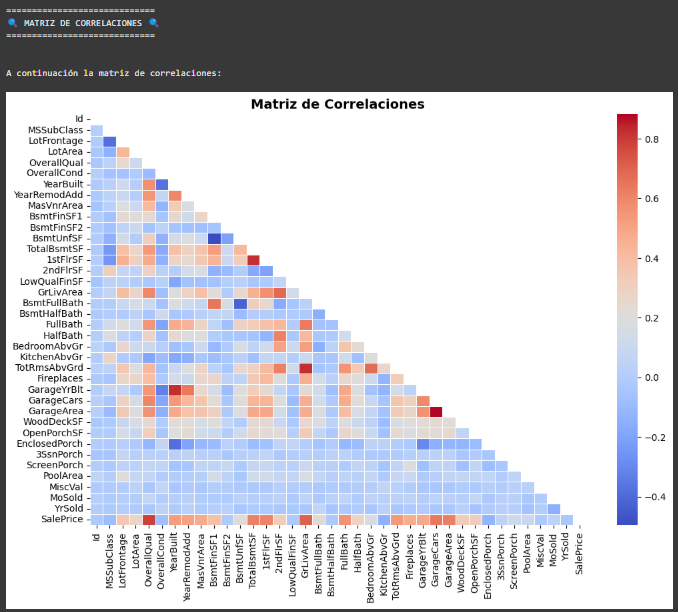 ==============================
🔍 MATRIZ DE CORRELACIONES 🔍
==============================
A continuación la matriz de correlaciones:
Matriz de Correlaciones
Id
MSSubClass
LotFrontage
LotArea
OverallQual
OverallCond
YearBuilt
YearRemodAdd
MasVnrArea
BsmtFinSF1
BsmtFinSF2
BsmtUnfSF
TotalBsmtSF
1stFlrSF
2ndFlrSF
LowQualFinSF
GrLivArea
BsmtFullBath
BsmtHalfBath
FullBath
HalfBath
BedroomAbvGr
KitchenAbvGr
TotRmsAbvGrd
Fireplaces
GarageYrBlt
GarageCars
GarageArea
WoodDeckSF
OpenPorchSF
EnclosedPorch
3SsnPorch
ScreenPorch
PoolArea
MiscVal
MoSold
YrSold
SalePrice
Id
MSSubClass
LotFrontage
LotArea
OverallQual
OverallCond
YearBuilt
YearRemodAdd
MasVnrArea
BsmtFinSF1
BsmtFinSF2
BsmtUnfSF
TotalBsmtSF
1stFlrSF
2ndFlrSF
LowQualFinSF
GrLivArea
BsmtFullBath
BsmtHalfBath
FullBath
HalfBath
BedroomAbvGr
KitchenAbvGr
TotRmsAbvGrd
Fireplaces
GarageYrBlt
GarageCars
GarageArea
WoodDeckSF
OpenPorchSF
EnclosedPorch
3SsnPorch
ScreenPorch
PoolArea
MiscVal
MoSold
YrSold
SalePrice
0.8
0.6
0.4
0.2
0.0
−0.2
−0.4